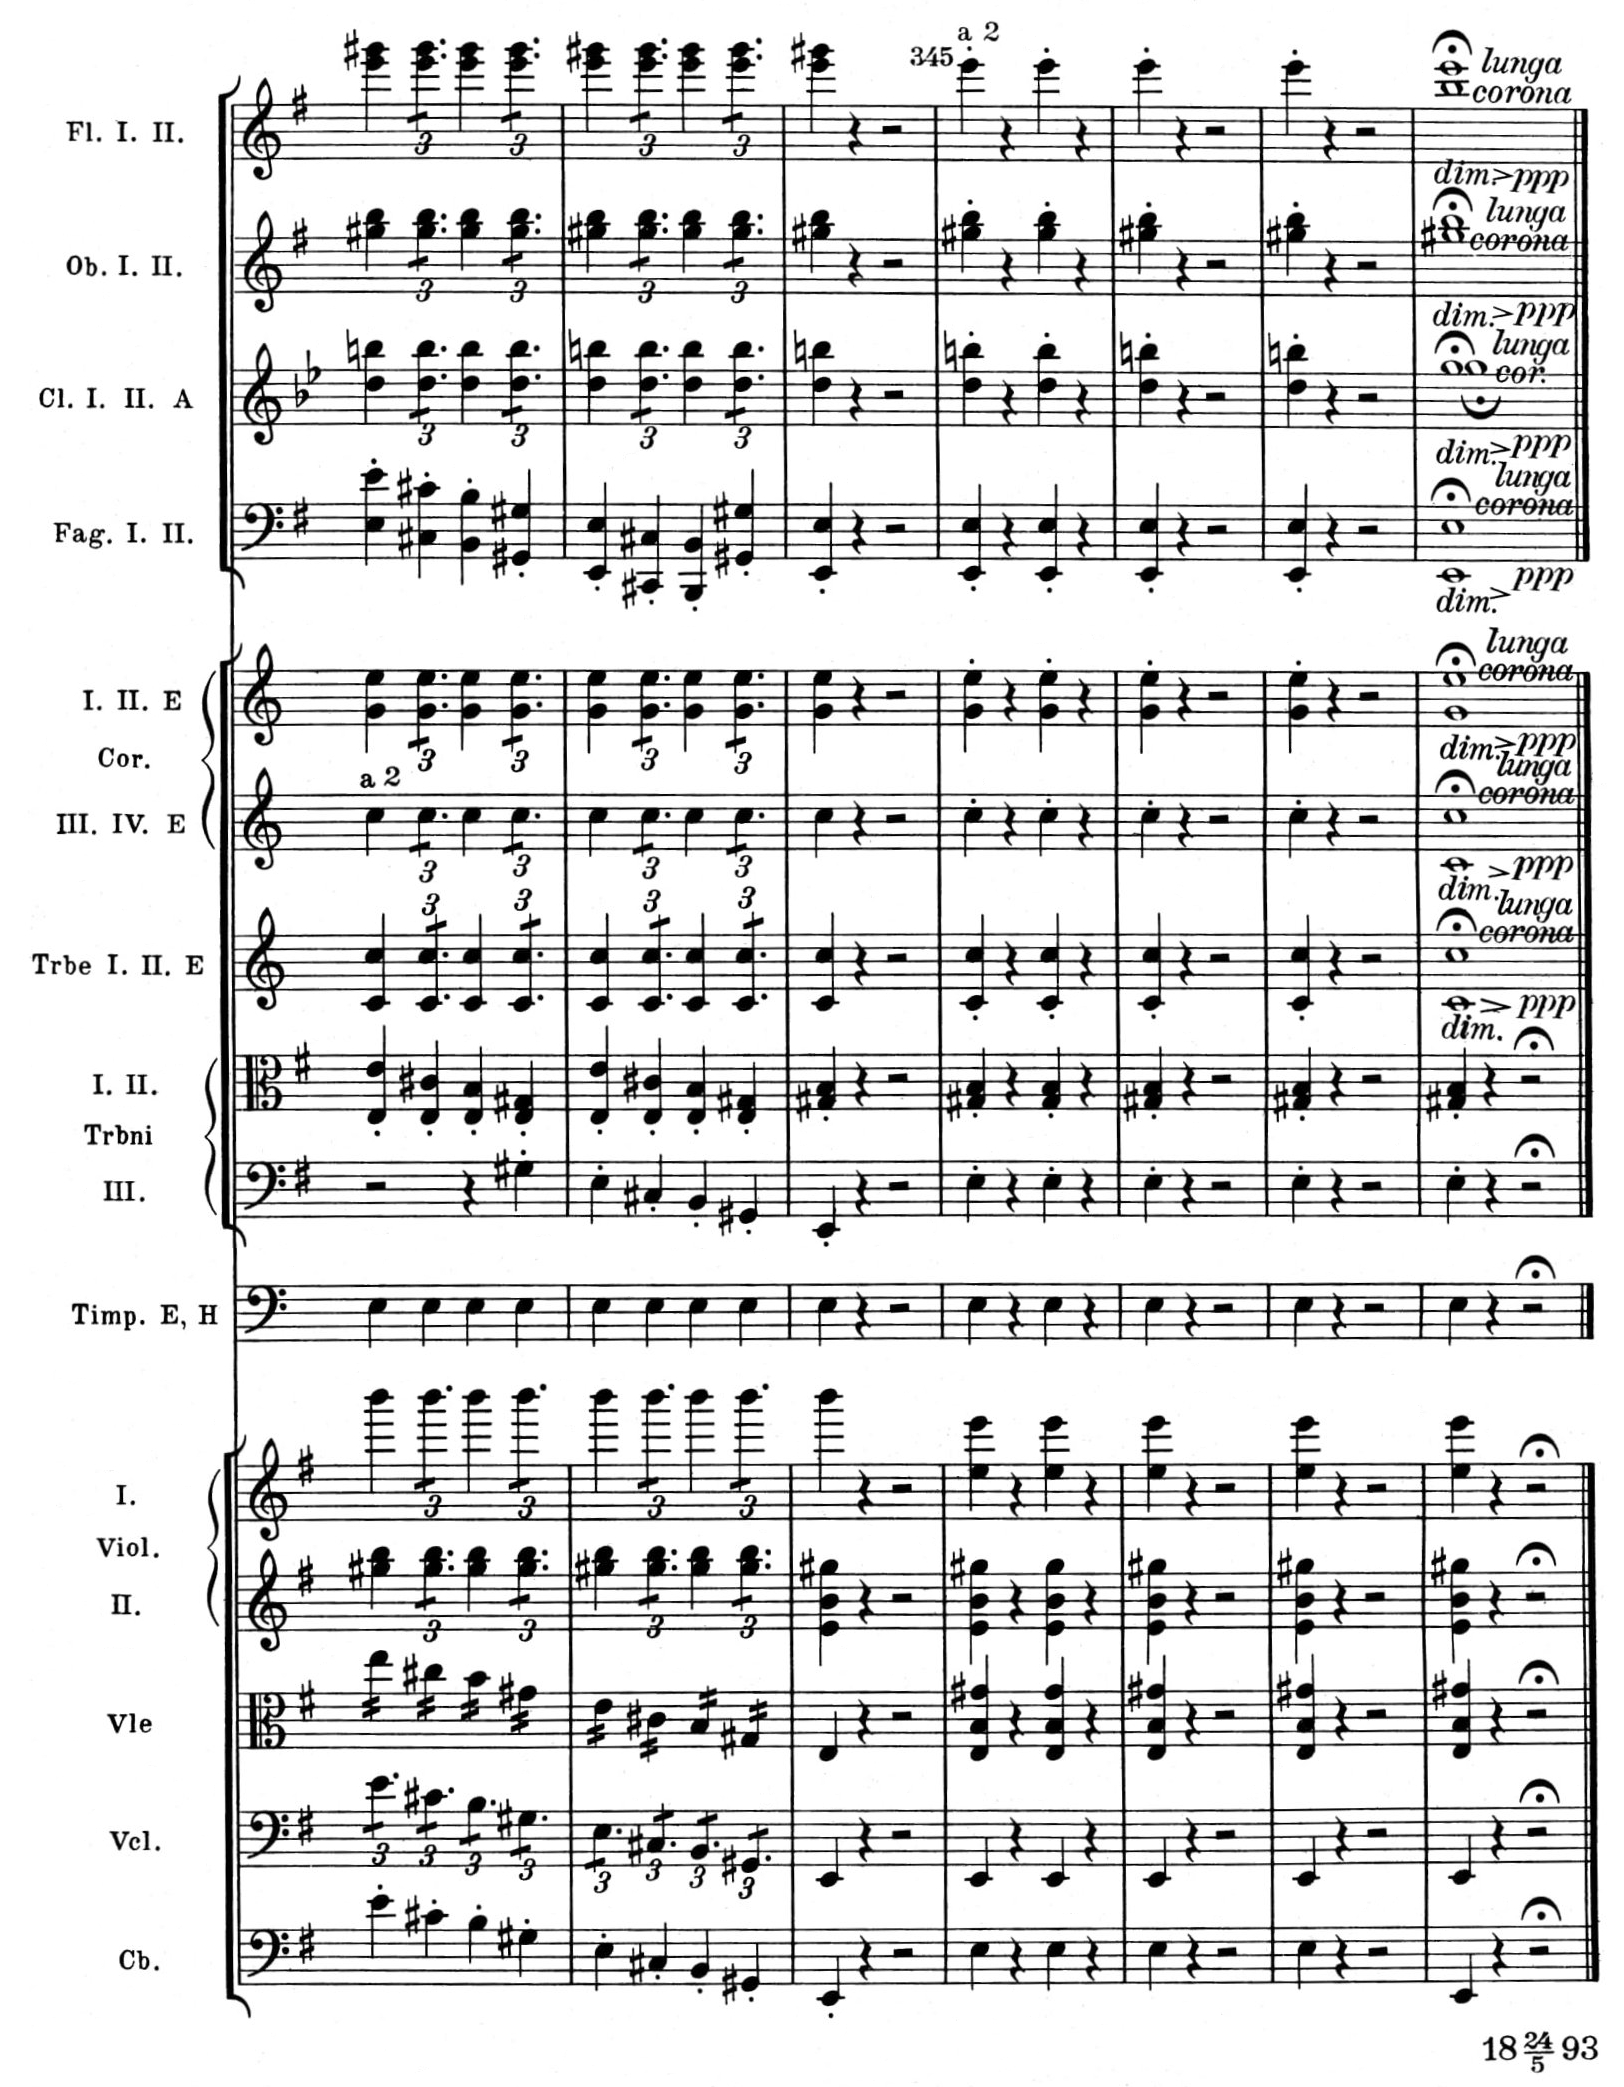 a 2
345
lunga
corona
3 3 3 3
Fl. I. II.
dim. ppp
lunga
corona
Ob. I. II.
3 3 3 3
dim. ppp
lunga
cor.
Cl. I. II. A
3 3 3 3
dim. ppp
lunga
corona
Fag. I. II.
ppp
dim.
lunga
corona
I. II. E
3 3 3 3
dim. ppp
Cor.
lunga
corona
a 2
III. IV. E
3 3 3 3
ppp
dim.
lunga
corona
3 3 3 3
Trbe I. II. E
ppp
dim.
I. II.
Trbni
III.
Timp. E, H
I.
3 3 3 3
Viol.
II.
3 3 3 3
Vle
Vcl.
3 3 3 3 3 3 3 3
Cb.
18 24/5 93